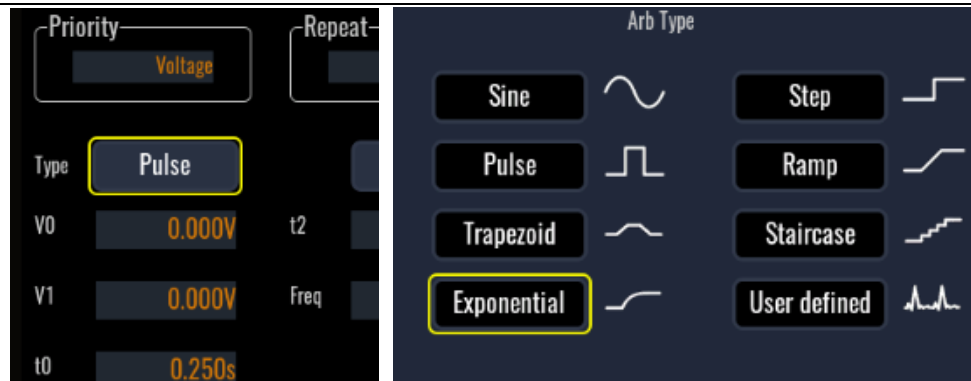 Priority
Repeat
Voltage
Type Pulse
V0 0.000V t2
V1 0.000V Freq
t0 0.250s
Arb Type
Sine Step
Pulse Ramp
Trapezoid Staircase
Exponential User defined